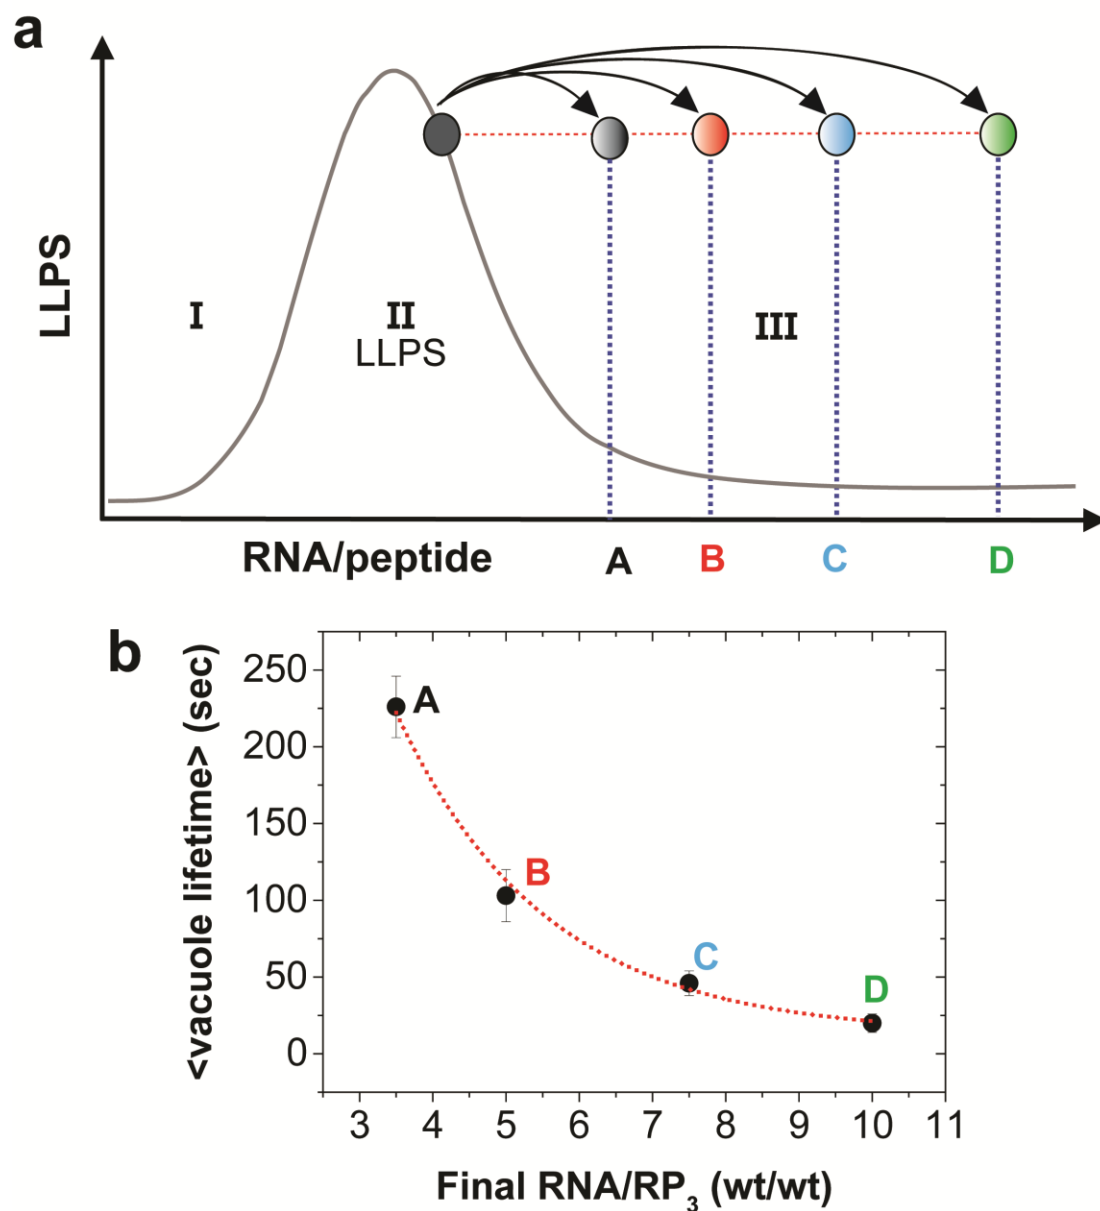 a
LLPS
I
II
LLPS
III
RNA/peptide
A
B
C
D
b
<vacuole lifetime> (sec)
250
200
150
100
50
0
A
B
C
D
3 4 5 6 7 8 9 10 11
Final RNA/RP₃ (wt/wt)